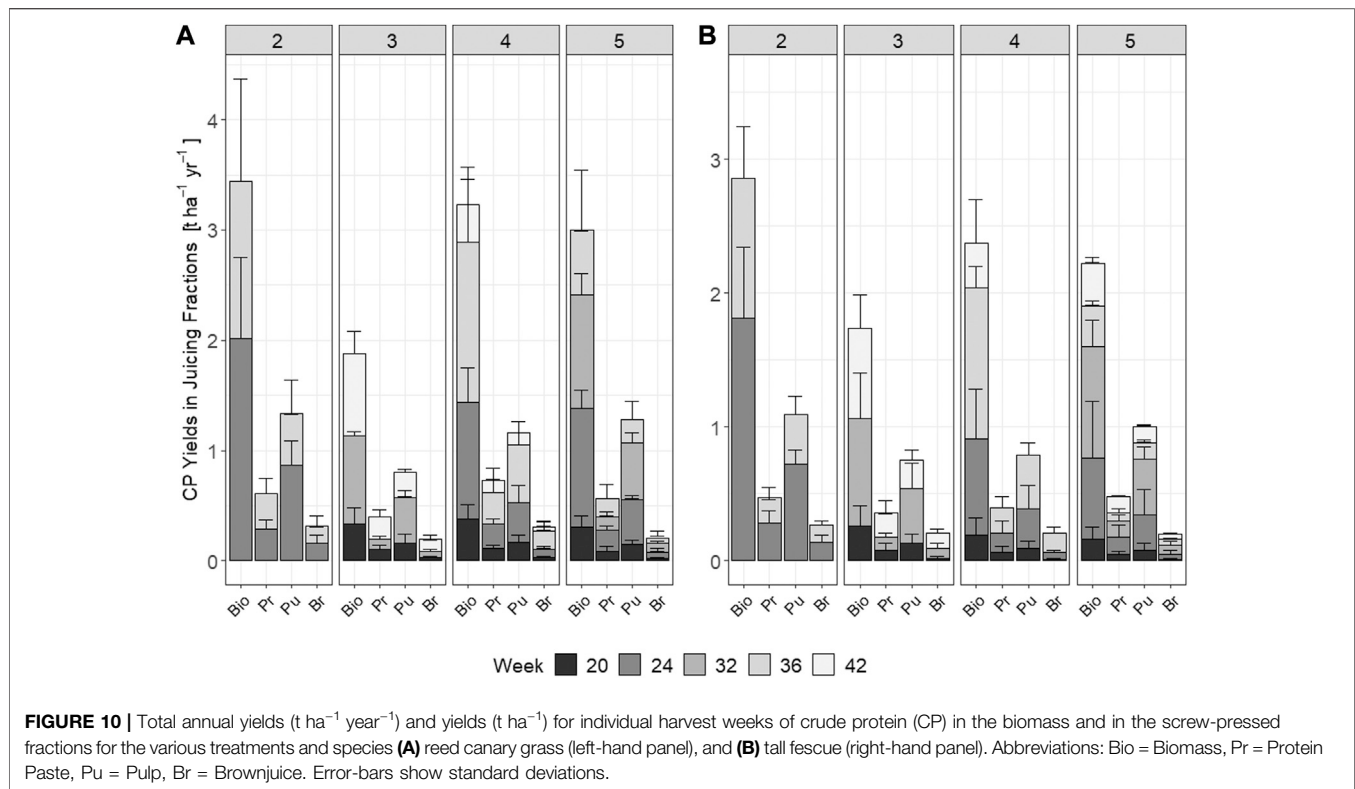 A
2 3 4 5
B
2 3 4 5
CP Yields in Juicing Fractions [t ha⁻¹ yr⁻¹ ]
4
3
2
1
0
3
2
1
0
Bio Pr Pu Br Bio Pr Pu Br Bio Pr Pu Br Bio Pr Pu Br
Bio Pr Pu Br Bio Pr Pu Br Bio Pr Pu Br Bio Pr Pu Br
Week 20 24 32 36 42
FIGURE 10 | Total annual yields (t ha⁻¹ year⁻¹) and yields (t ha⁻¹) for individual harvest weeks of crude protein (CP) in the biomass and in the screw-pressed
fractions for the various treatments and species (A) reed canary grass (left-hand panel), and (B) tall fescue (right-hand panel). Abbreviations: Bio = Biomass, Pr = Protein
Paste, Pu = Pulp, Br = Brownjuice. Error-bars show standard deviations.